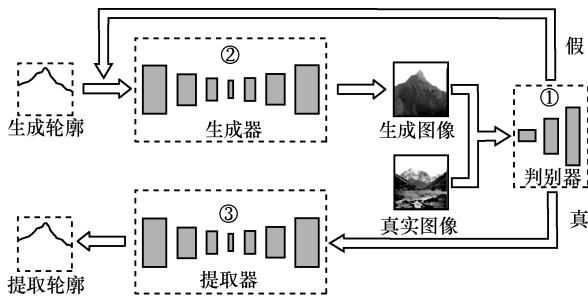 假
②
①
生成轮廓
生成器
生成图像
判别器
③
真实图像
真
提取轮廓
提取器